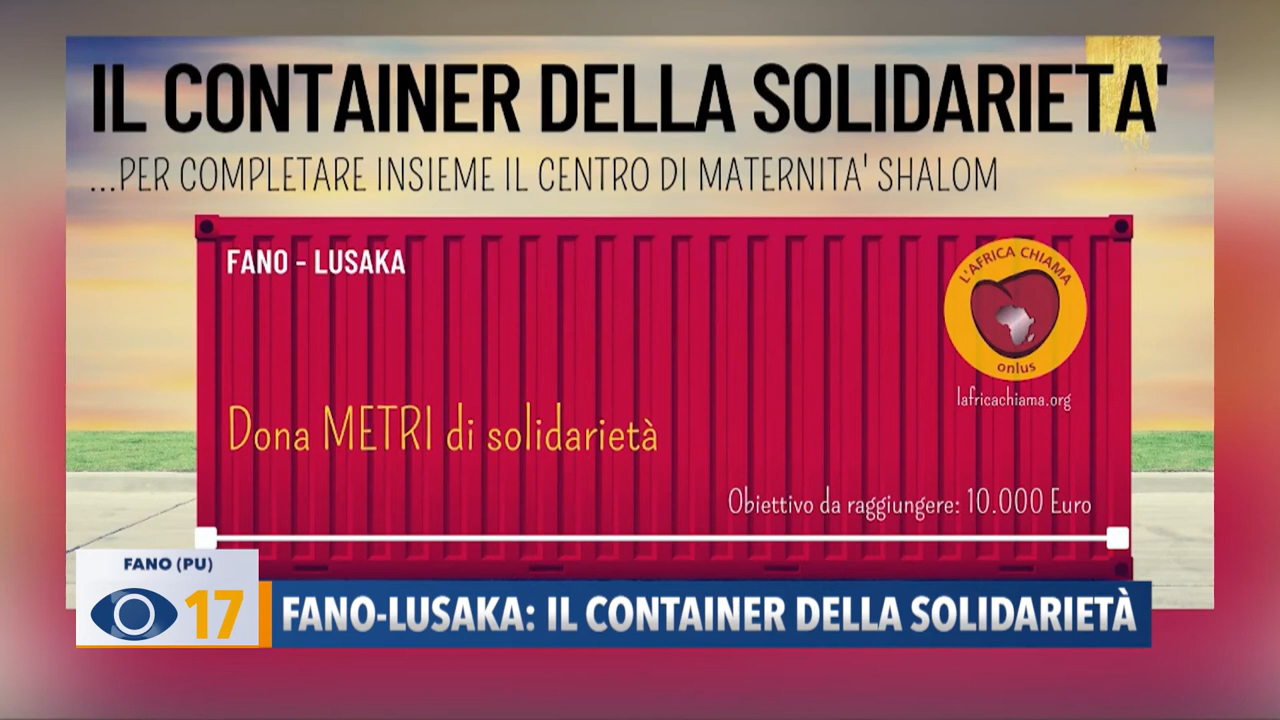 IL CONTAINER DELLA SOLIDARIETA'
...PER COMPLETARE INSIEME IL CENTRO DI MATERNITA' SHALOM
FANO - LUSAKA
L'AFRICA CHIAMA
onlus
lafricachiama.org
Dona METRI di solidarietà
Obiettivo da raggiungere: 10.000 Euro
FANO (PU)
17
FANO-LUSAKA: IL CONTAINER DELLA SOLIDARIETÀ